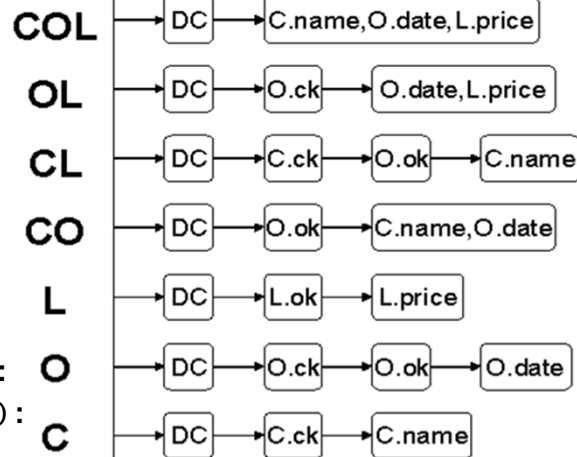 COL DC C.name,O.date,L.price
OL DC O.ck O.date,L.price
CL DC C.ck O.ok C.name
CO DC O.ok C.name,O.date
L DC L.ok L.price
: O DC O.ck O.ok O.date
): C DC C.ck C.name